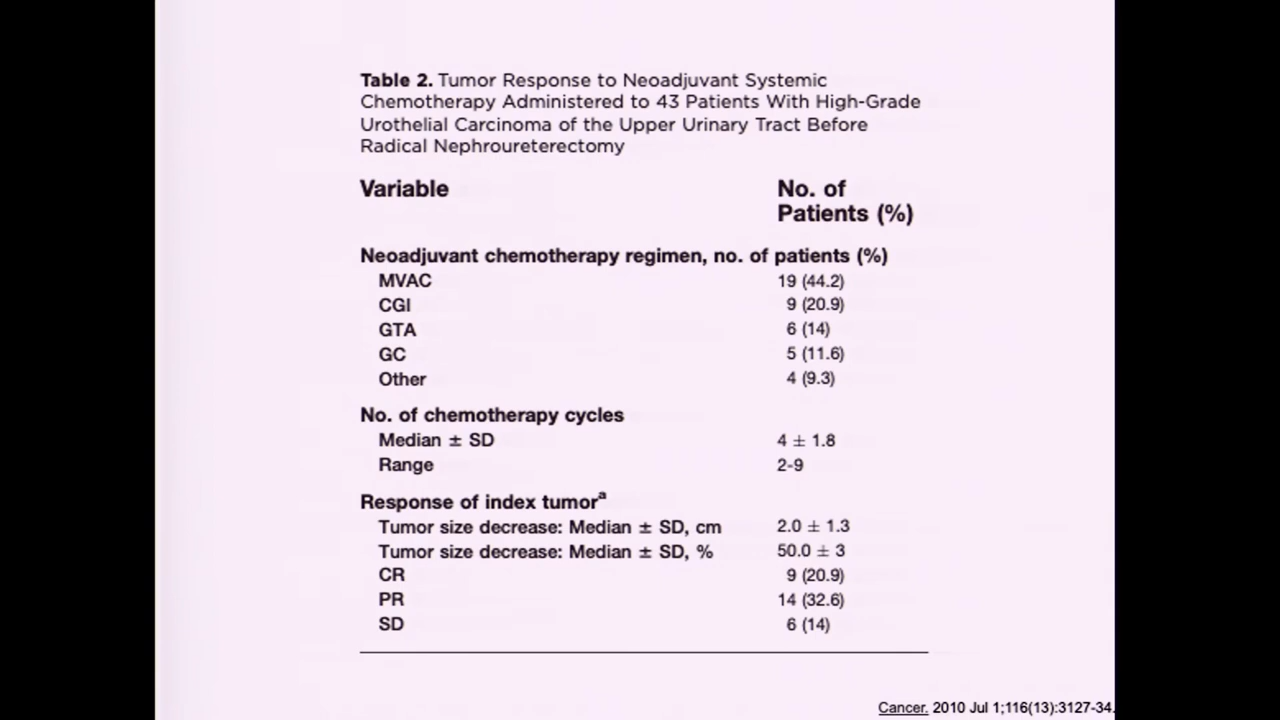 Table 2. Tumor Response to Neoadjuvant Systemic
Chemotherapy Administered to 43 Patients With High-Grade
Urothelial Carcinoma of the Upper Urinary Tract Before
Radical Nephroureterectomy
Variable No. of
Patients (%)
Neoadjuvant chemotherapy regimen, no. of patients (%)
MVAC 19 (44.2)
CGI 9 (20.9)
GTA 6 (14)
GC 5 (11.6)
Other 4 (9.3)
No. of chemotherapy cycles
Median ± SD 4 ± 1.8
Range 2-9
Response of index tumorª
Tumor size decrease: Median ± SD, cm 2.0 ± 1.3
Tumor size decrease: Median ± SD, % 50.0 ± 3
CR 9 (20.9)
PR 14 (32.6)
SD 6 (14)
Cancer. 2010 Jul 1;116(13):3127-34.